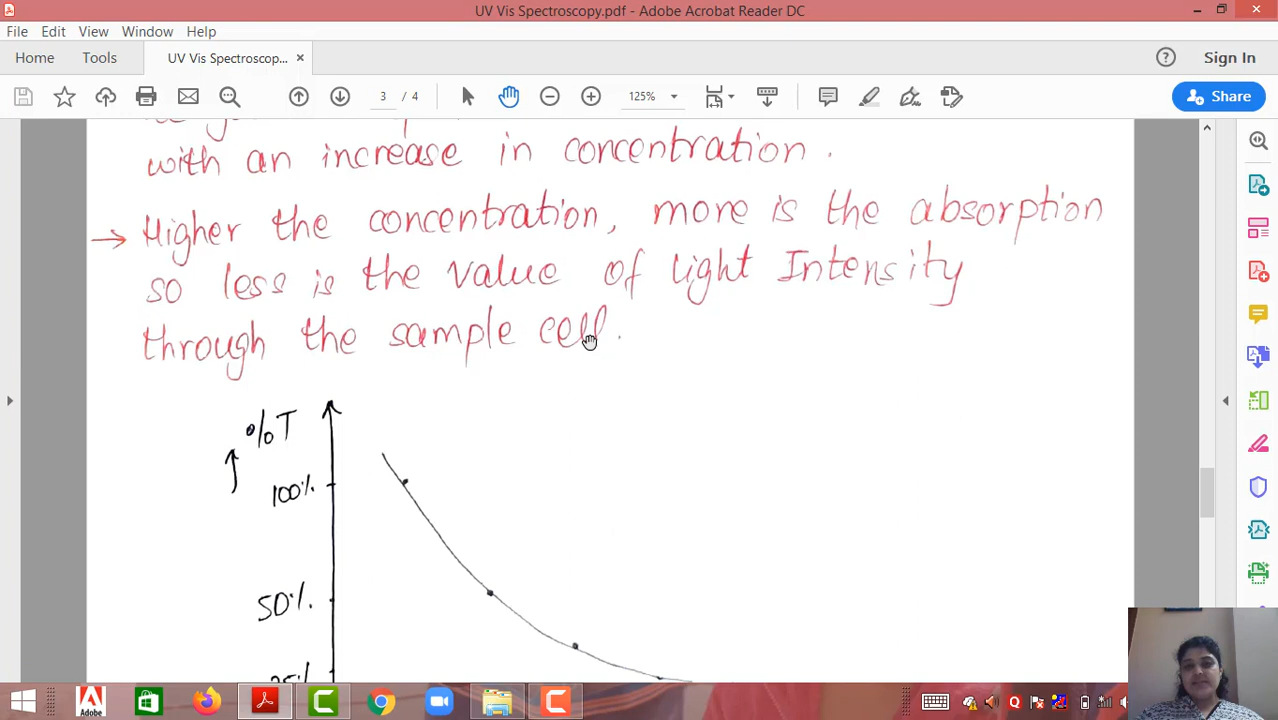 UV Vis Spectroscopy.pdf - Adobe Acrobat Reader DC
File Edit View Window Help
Home Tools UV Vis Spectroscop... × ? Sign In
3 / 4 125% Share
with an increase in concentration.
→ Higher the concentration, more is the absorption
so less is the value of light Intensity
through the sample cell.
%T
100%
50%
Adobe